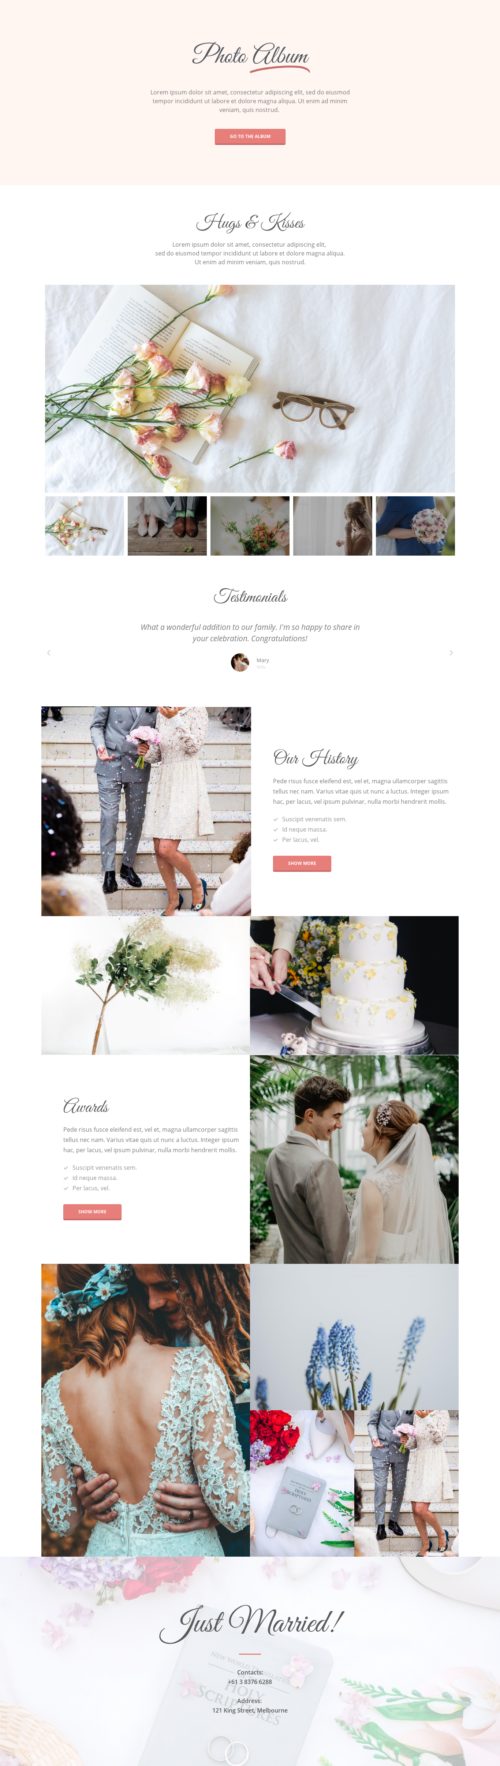 Photo Album
Lorem ipsum dolor sit amet, consectetur adipiscing elit, sed do eiusmod
tempor incididunt ut labore et dolore magna aliqua. Ut enim ad minim
veniam, quis nostrud.
GO TO THE ALBUM
Hugs & Kisses
Lorem ipsum dolor sit amet, consectetur adipiscing elit,
sed do eiusmod tempor incididunt ut labore et dolore magna aliqua.
Ut enim ad minim veniam, quis nostrud.
Testimonials
What a wonderful addition to our family. I'm so happy to share in
your celebration. Congratulations!
Mary
Our History
Pede risus fusce eleifend est, vel et, magna ullamcorper sagittis
tellus nec nam. Varius vitae quis ut nunc a luctus. Integer ipsum
hac, per lacus, vel ipsum pulvinar, nulla morbi hendrerit mollis.
Suscipit venenatis sem.
Id neque massa.
Per lacus, vel.
SHOW MORE
Awards
Pede risus fusce eleifend est, vel et, magna ullamcorper sagittis
tellus nec nam. Varius vitae quis ut nunc a luctus. Integer ipsum
hac, per lacus, vel ipsum pulvinar, nulla morbi hendrerit mollis.
Suscipit venenatis sem.
Id neque massa.
Per lacus, vel.
SHOW MORE
HOLY
SCRIPTURES
Just Married!
Contacts:
+61 3 8376 6288
HOLY
SCRIPTURES
Address:
121 King Street, Melbourne